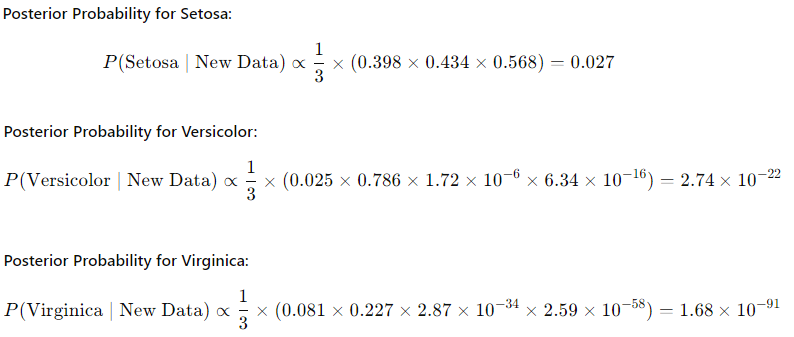 Posterior Probability for Setosa:
P(Setosa | New Data) ∝ 1/3 × (0.398 × 0.434 × 0.568) = 0.027
Posterior Probability for Versicolor:
P(Versicolor | New Data) ∝ 1/3 × (0.025 × 0.786 × 1.72 × 10⁻⁶ × 6.34 × 10⁻¹⁶) = 2.74 × 10⁻²²
Posterior Probability for Virginica:
P(Virginica | New Data) ∝ 1/3 × (0.081 × 0.227 × 2.87 × 10⁻³⁴ × 2.59 × 10⁻⁵⁸) = 1.68 × 10⁻⁹¹